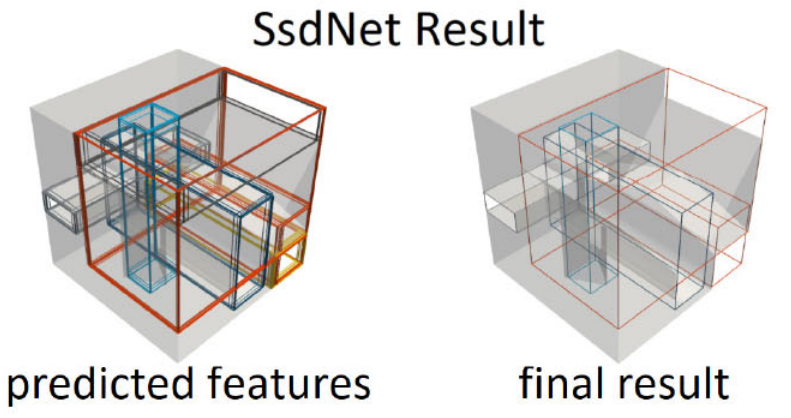 SsdNet Result
predicted features
final result